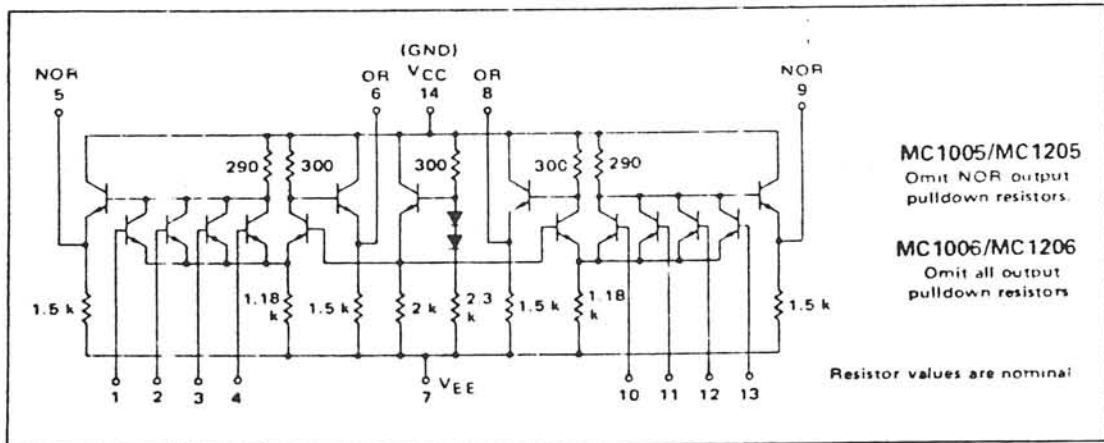 (GND)
NOR OR VCC OR NOR
5 6 14 8 9
290 300 300 300 290
MC1005/MC1205
Omit NOR output
pulldown resistors.
MC1006/MC1206
Omit all output
pulldown resistors
1.5 k 1.18 k 1.5 k 2 k 2.3 k 1.5 k 1.18 k 1.5 k
1 2 3 4 7 VEE 10 11 12 13
Resistor values are nominal